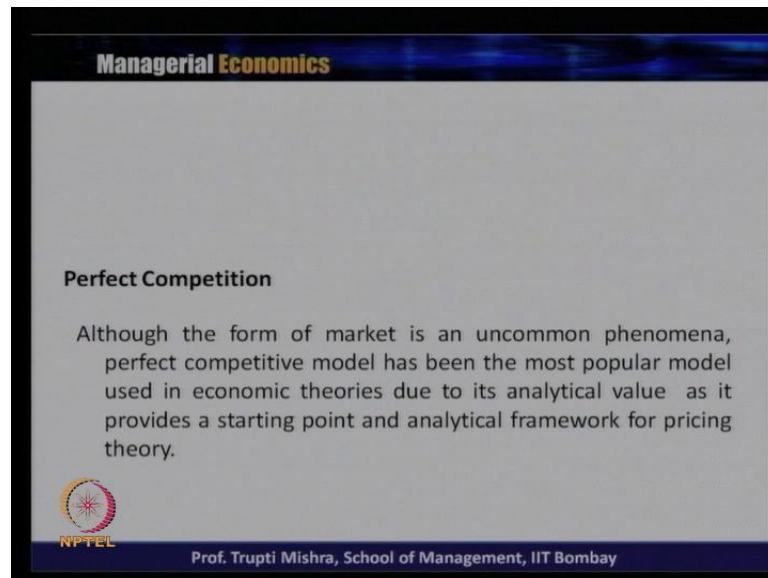 Managerial Economics
Perfect Competition
Although the form of market is an uncommon phenomena,
perfect competitive model has been the most popular model
used in economic theories due to its analytical value as it
provides a starting point and analytical framework for pricing
theory.
NPTEL
Prof. Trupti Mishra, School of Management, IIT Bombay